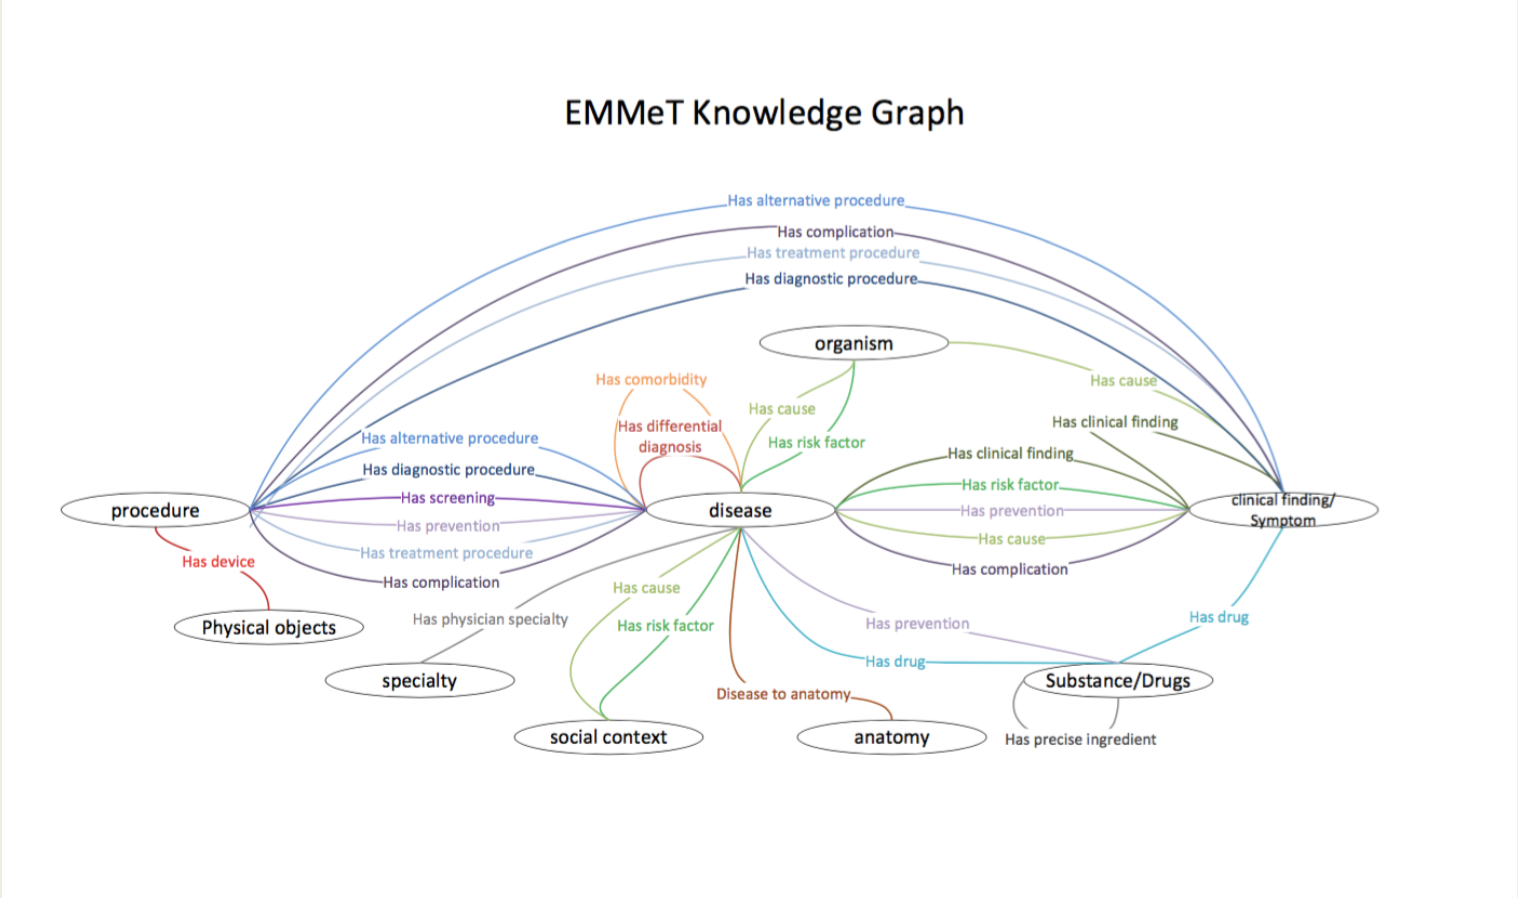 EMMeT Knowledge Graph
Has alternative procedure
Has complication
Has treatment procedure
Has diagnostic procedure
organism
Has comorbidity
Has cause
Has cause
Has differential
diagnosis
Has clinical finding
Has alternative procedure
Has risk factor
Has clinical finding
Has diagnostic procedure
Has risk factor
Has screening
clinical finding/
Symptom
procedure
disease
Has prevention
Has prevention
Has cause
Has treatment procedure
Has device
Has complication
Has complication
Has cause
Has physician specialty
Has risk factor
Has prevention
Has drug
Physical objects
Has drug
specialty
Substance/Drugs
Disease to anatomy
social context
anatomy
Has precise ingredient